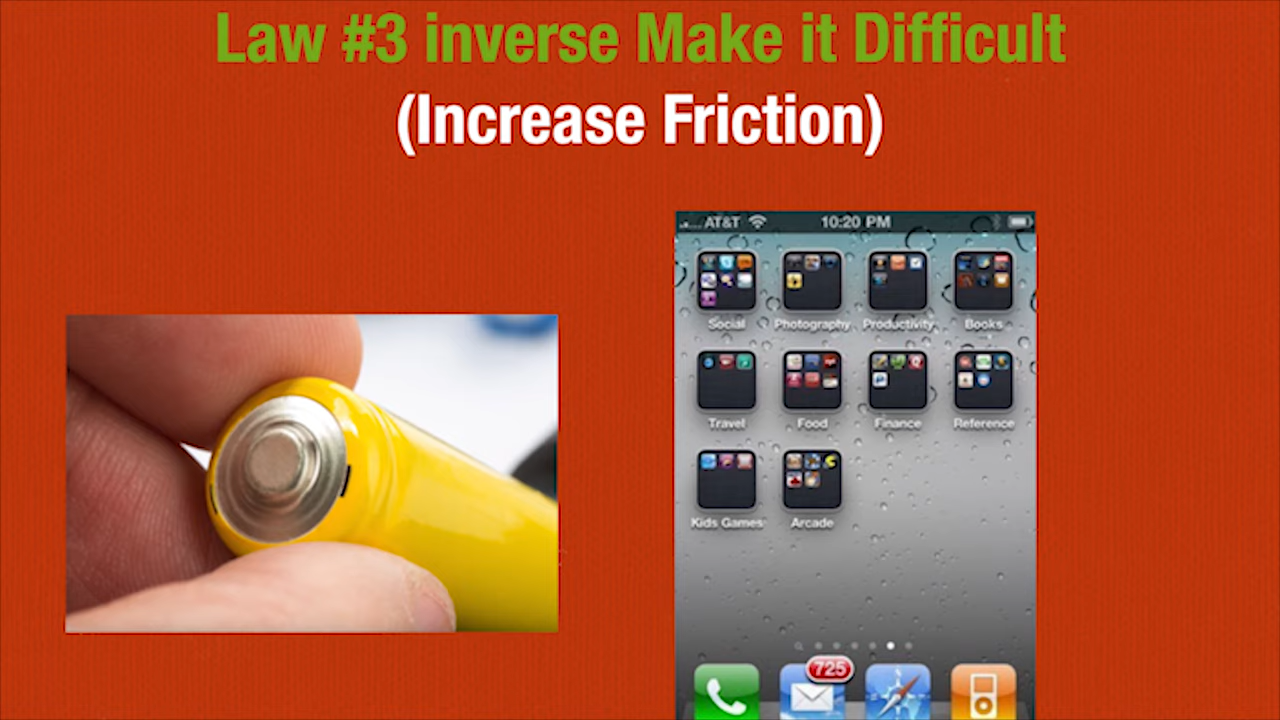 Law #3 inverse Make it Difficult
(Increase Friction)
AT&T 10:20 PM
Social Photography Productivity Books
Travel Food Finance Reference
Kids Games Arcade
725